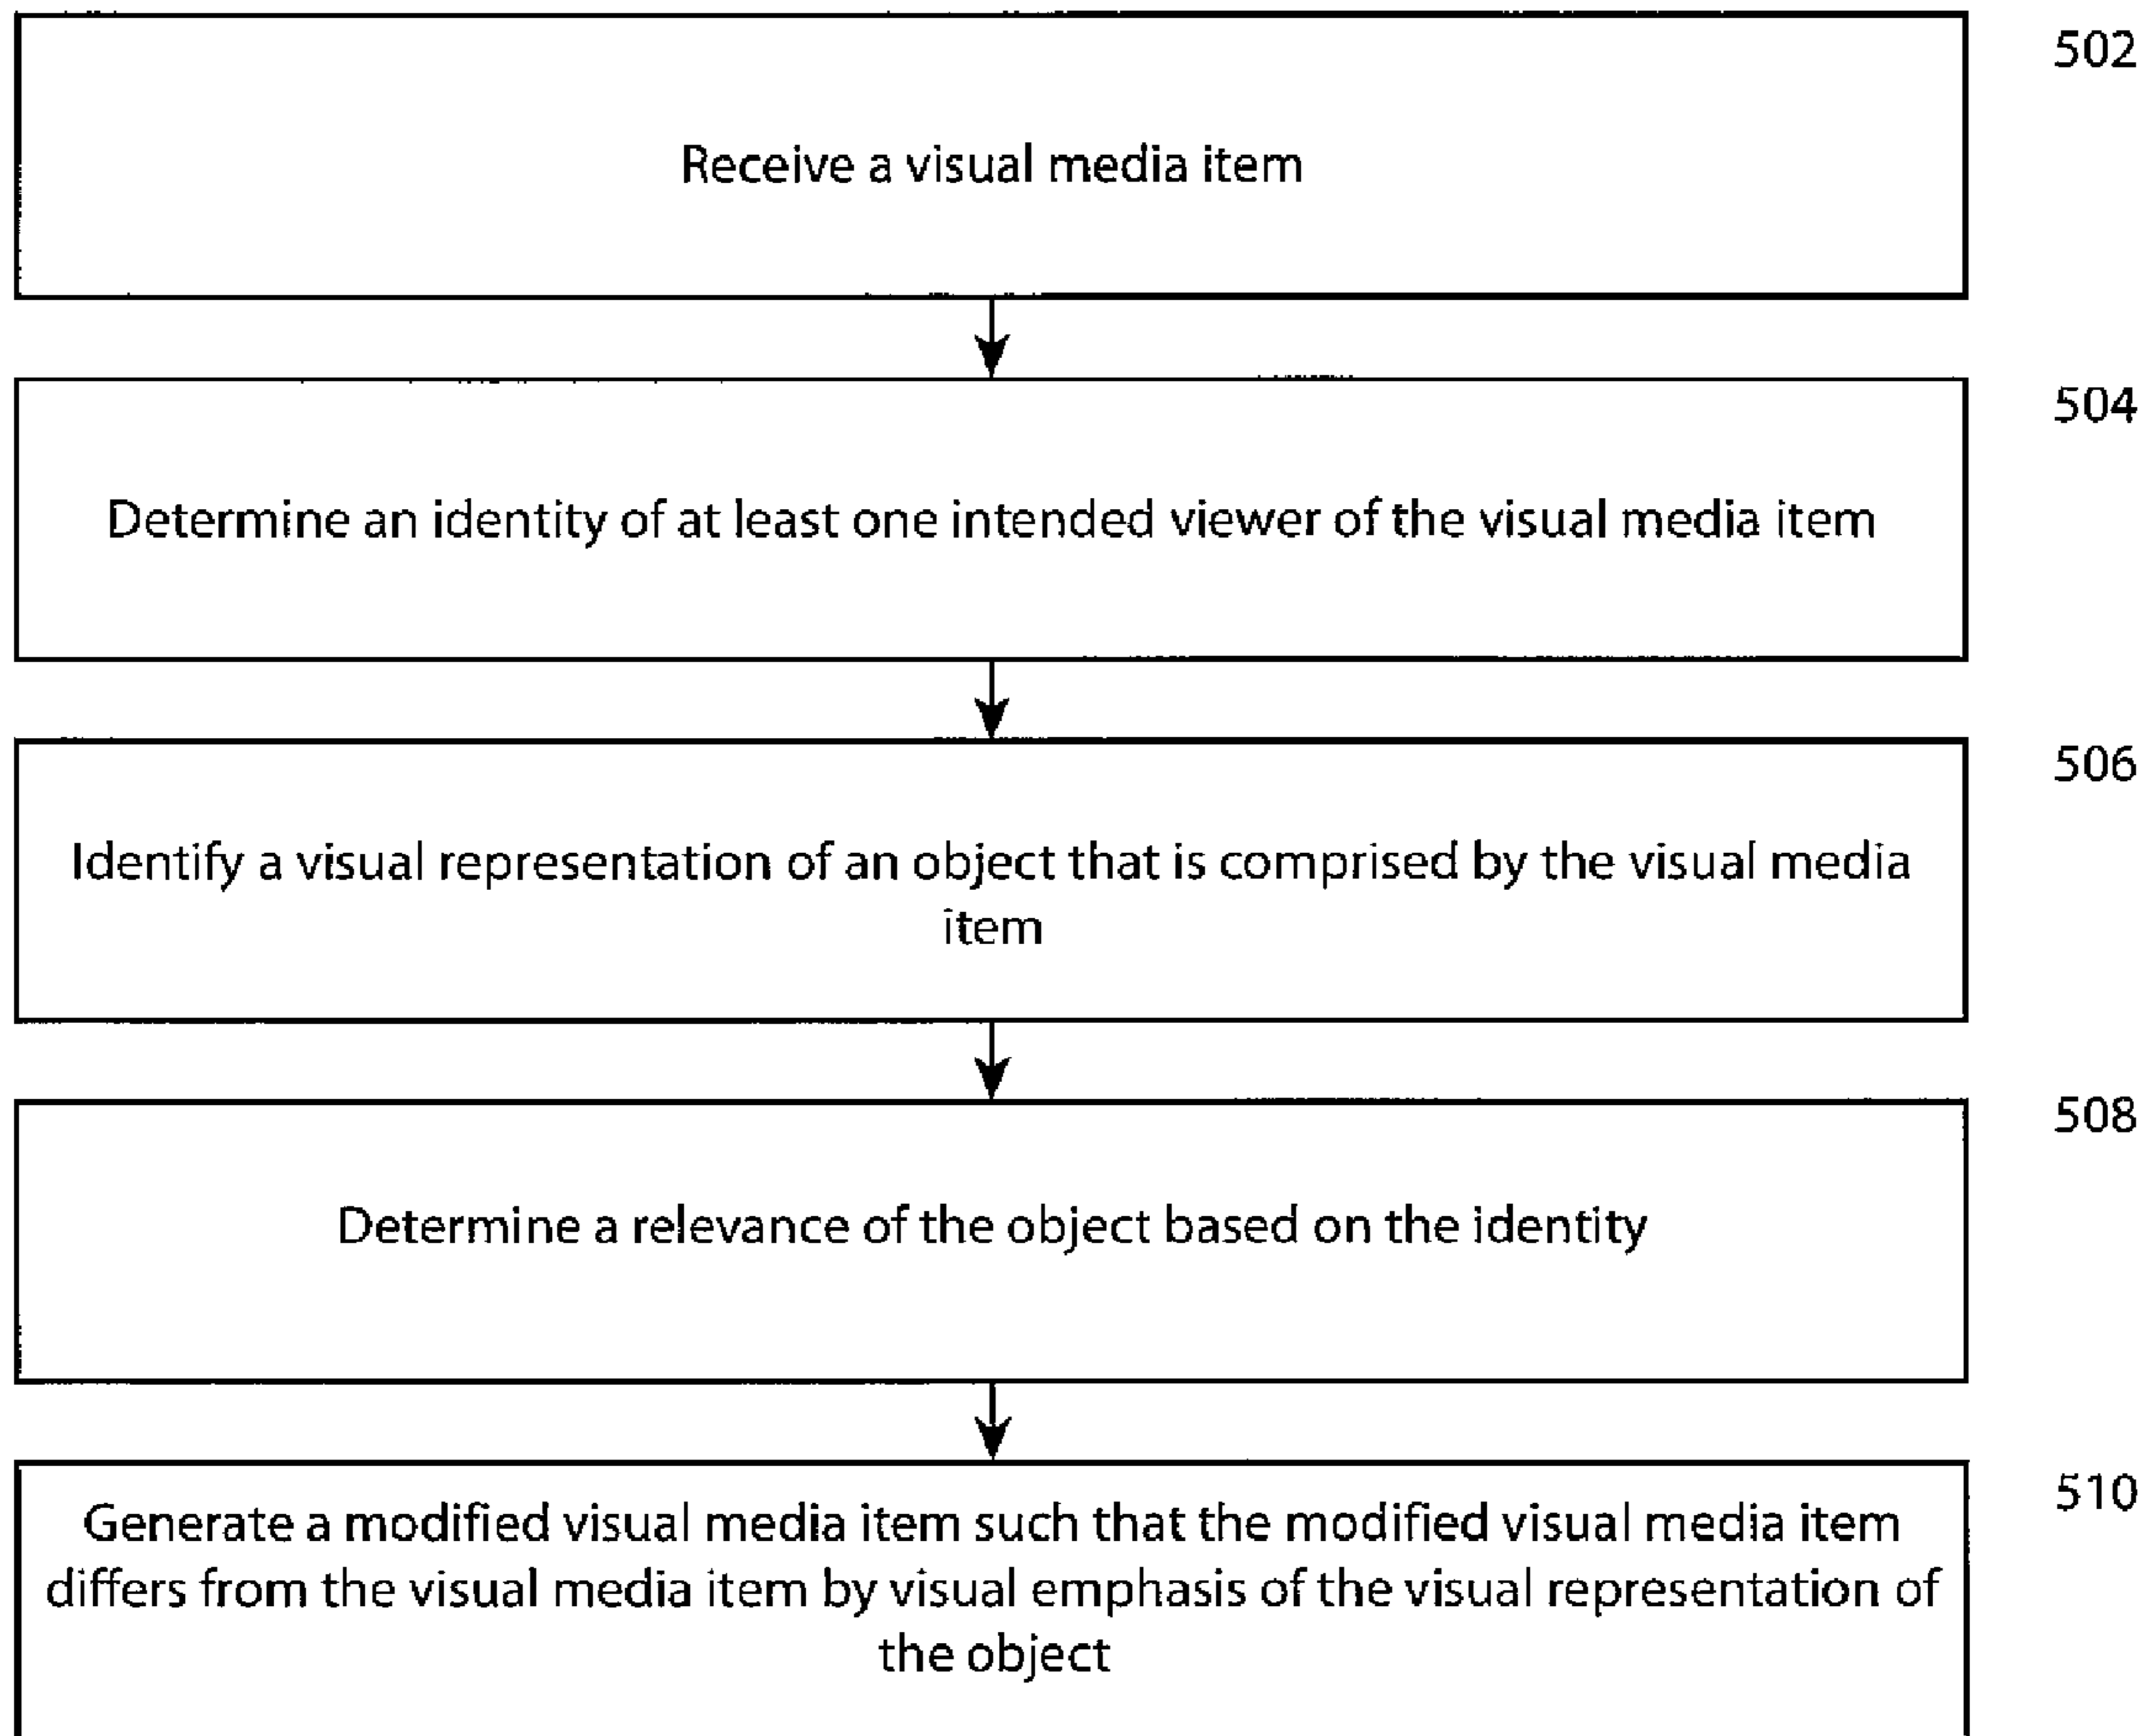 502
Receive a visual media item
504
Determine an identity of at least one intended viewer of the visual media item
506
Identify a visual representation of an object that is comprised by the visual media
item
508
Determine a relevance of the object based on the identity
510
Generate a modified visual media item such that the modified visual media item
differs from the visual media item by visual emphasis of the visual representation of
the object